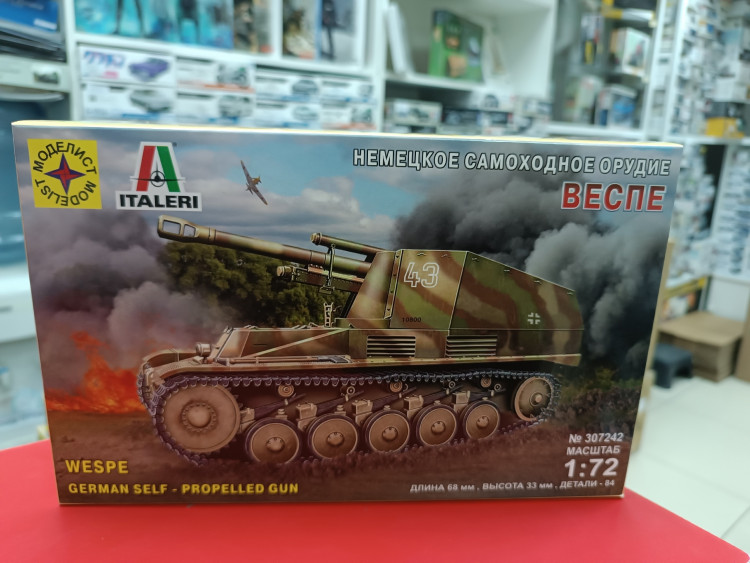 МОДЕЛИСТ
MODELIST
ITALERI
НЕМЕЦКОЕ САМОХОДНОЕ ОРУДИЕ
ВЕСПЕ
43
10800
WESPE
GERMAN SELF - PROPELLED GUN
№ 307242
МАСШТАБ
1:72
ДЛИНА 68 мм . ВЫСОТА 33 мм . ДЕТАЛИ - 84